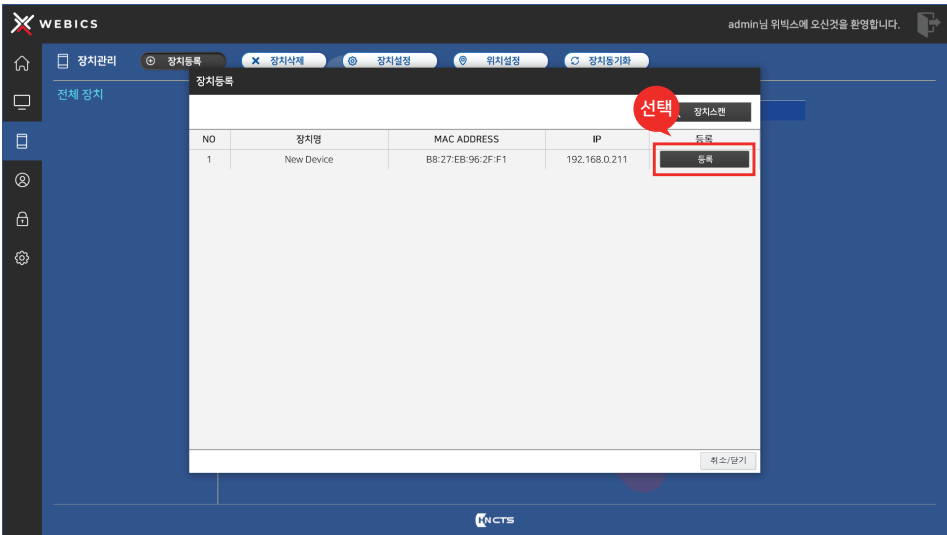 WEBICS
admin님 위빅스에 오신것을 환영합니다.
장치관리 장치등록 장치삭제 장치설정 위치설정 장치동기화
전체 장치
장치등록
선택
장치스캔
NO 장치명 MAC ADDRESS IP 등록
1 New Device B8:27:EB:96:2F:F1 192.168.0.211 등록
취소/닫기
HNCTS